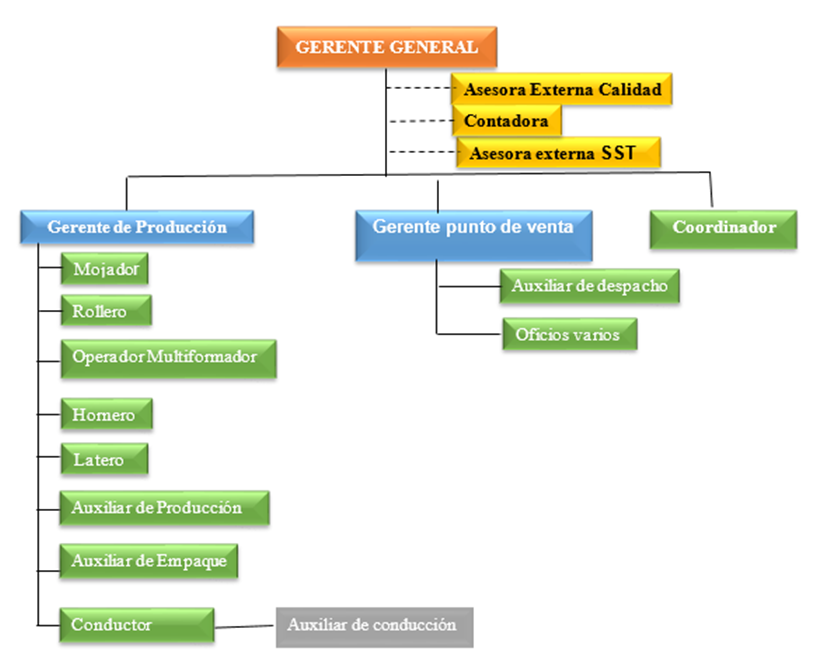 GERENTE GENERAL
Asesora Externa Calidad
Contadora
Asesora externa SST
Gerente de Producción
Gerente punto de venta
Coordinador
Mojador
Rollero
Operador Multiformador
Hornero
Latero
Auxiliar de Producción
Auxiliar de Empaque
Conductor
Auxiliar de conducción
Auxiliar de despacho
Oficios varios